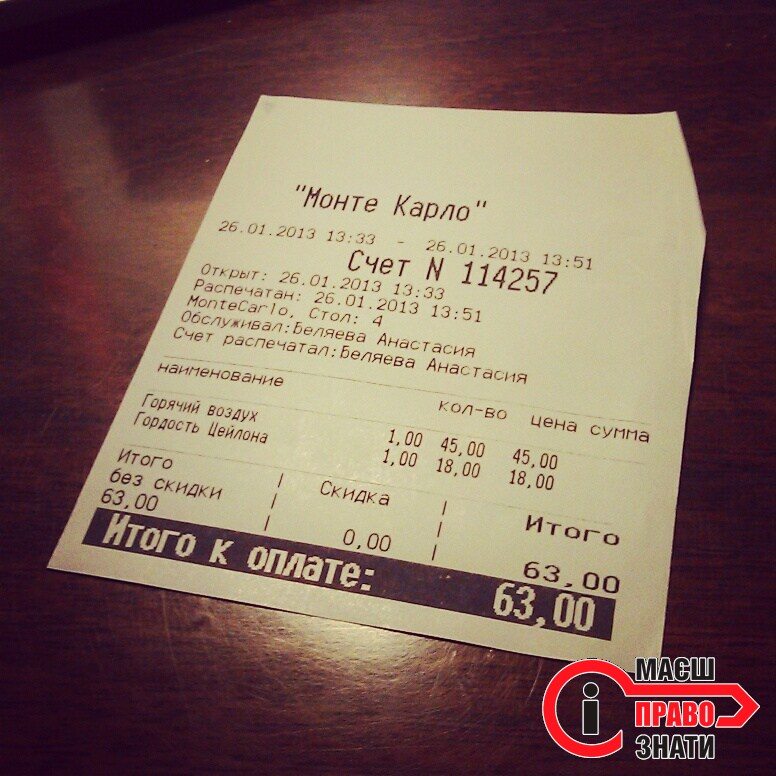 "Монте Карло"
26.01.2013 13:33 - 26.01.2013 13:51
Счет N 114257
Открыт: 26.01.2013 13:33
Распечатан: 26.01.2013 13:51
MonteCarlo, Стол: 4
Обслуживал:Беляева Анастасия
Счет распечатал:Беляева Анастасия
наименование кол-во цена сумма
Горячий воздух 1,00 45,00 45,00
Гордость Цейлона 1,00 18,00 18,00
Итого без скидки | Скидка | Итого
63,00 | 0,00 | 63,00
Итого к оплате: 63,00
МАЄШ
ПРАВО
ЗНАТИ
i